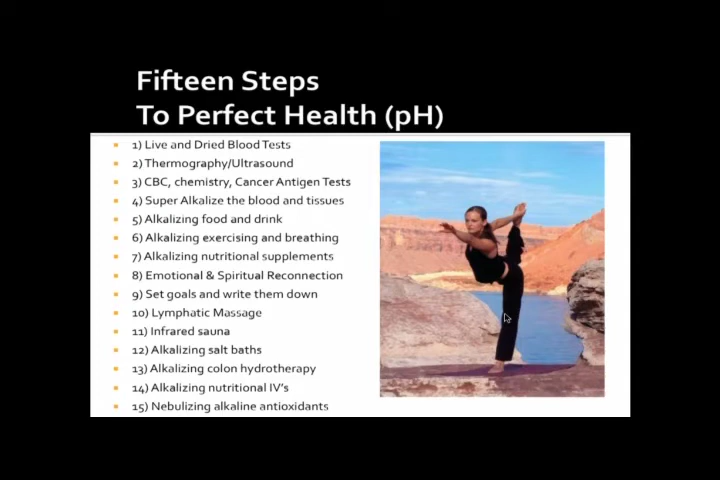 Fifteen Steps
To Perfect Health (pH)
1) Live and Dried Blood Tests
2) Thermography/Ultrasound
3) CBC, chemistry, Cancer Antigen Tests
4) Super Alkalize the blood and tissues
5) Alkalizing food and drink
6) Alkalizing exercising and breathing
7) Alkalizing nutritional supplements
8) Emotional & Spiritual Reconnection
9) Set goals and write them down
10) Lymphatic Massage
11) Infrared sauna
12) Alkalizing salt baths
13) Alkalizing colon hydrotherapy
14) Alkalizing nutritional IV's
15) Nebulizing alkaline antioxidants